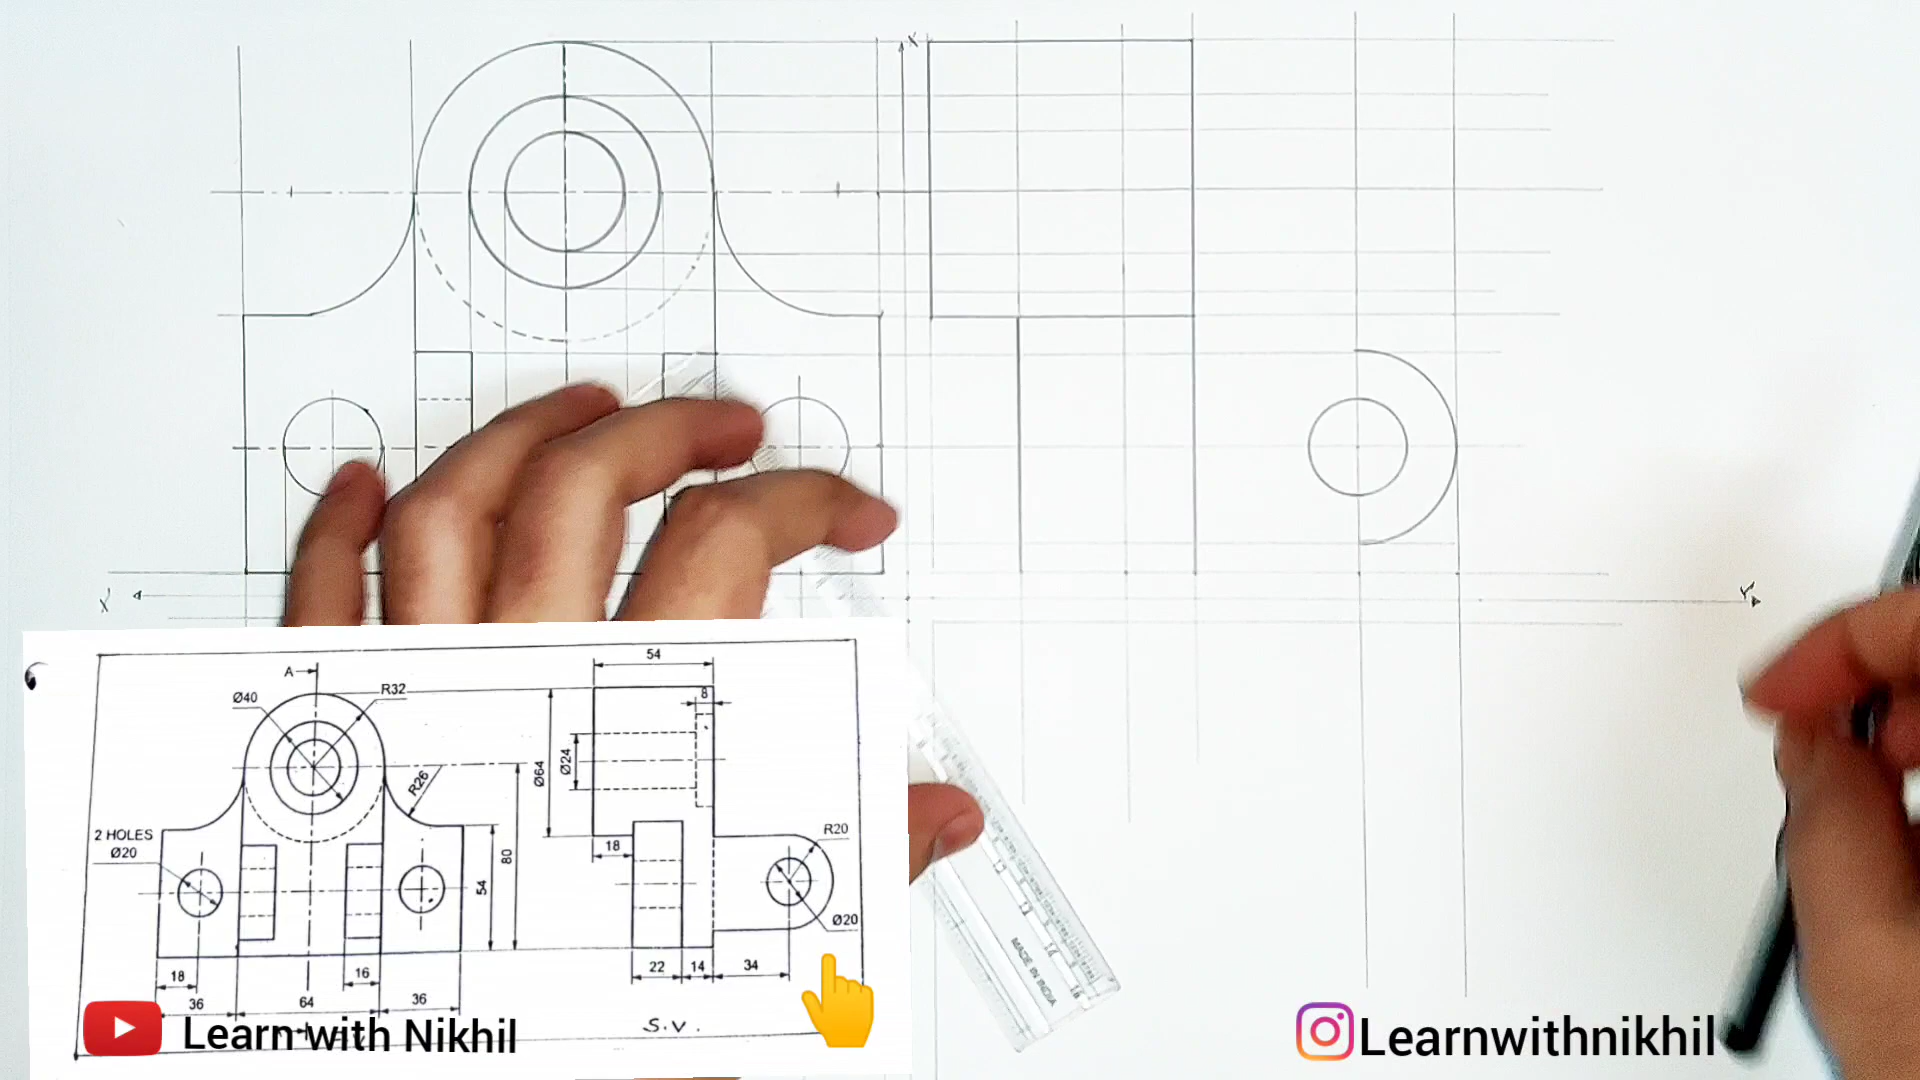 X
X'
Y
A
Ø40
R32
R26
2 HOLES
Ø20
80
54
18
36
64
16
36
54
8
Ø64
Ø24
18
R20
Ø20
22
14
34
S.V.
MADE IN INDIA
Learn with Nikhil
Learnwithnikhil